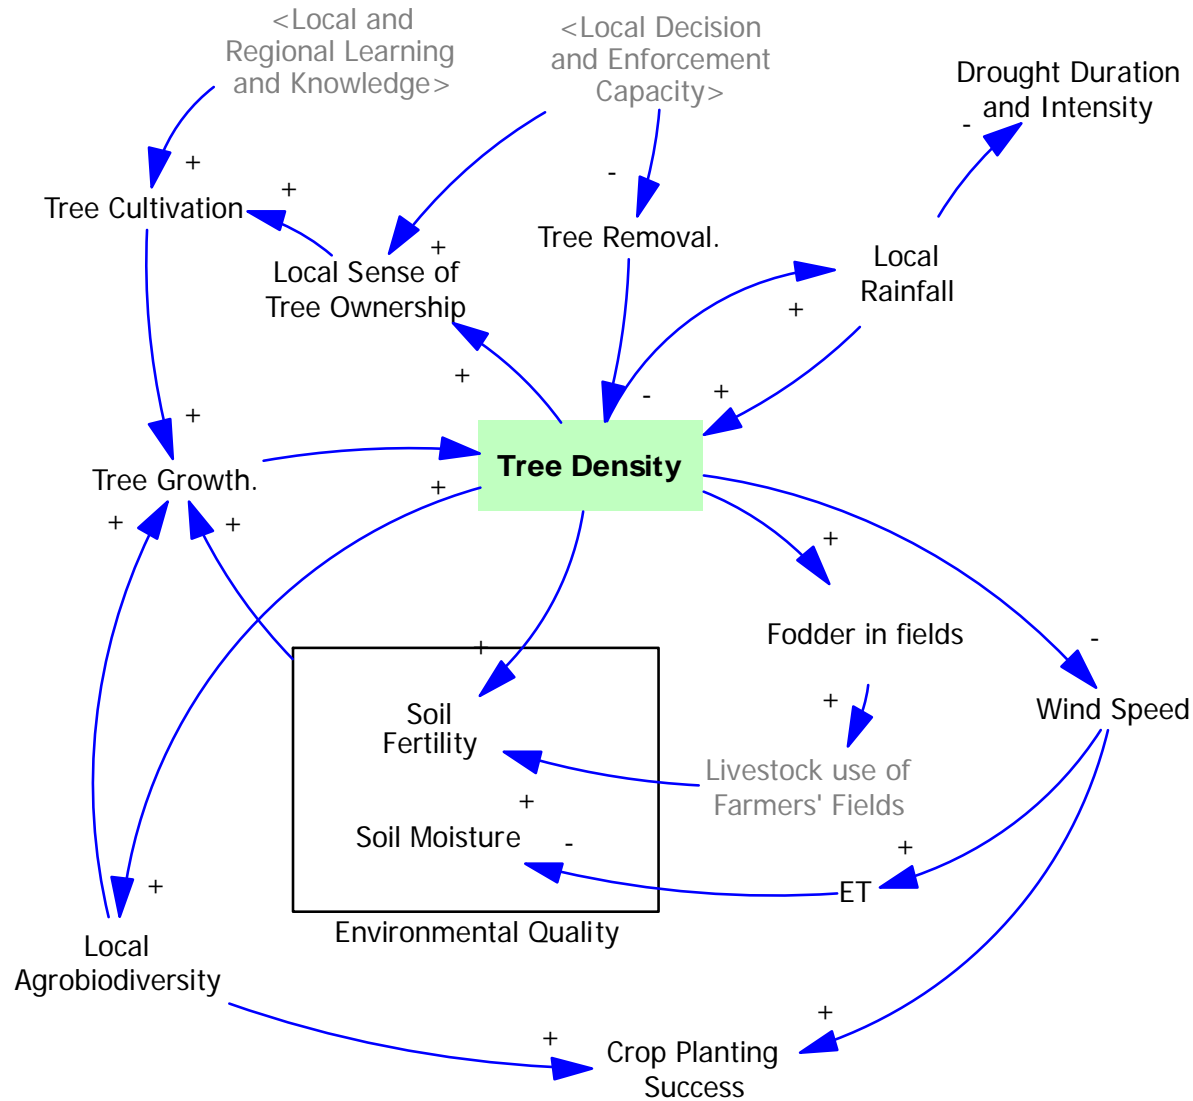 <Local and
Regional Learning
and Knowledge>
<Local Decision
and Enforcement
Capacity>
Drought Duration
and Intensity
-
+
-
+
Tree Cultivation
Tree Removal.
+
Local Sense of
Tree Ownership
Local
Rainfall
+
+
-
+
+
Tree Growth.
Tree Density
+
+
+
+
Fodder in fields
-
+
+
Wind Speed
Soil
Fertility
Livestock use of
Farmers' Fields
+
Soil Moisture
-
+
ET
+
Environmental Quality
Local
Agrobiodiversity
+
+
Crop Planting
Success